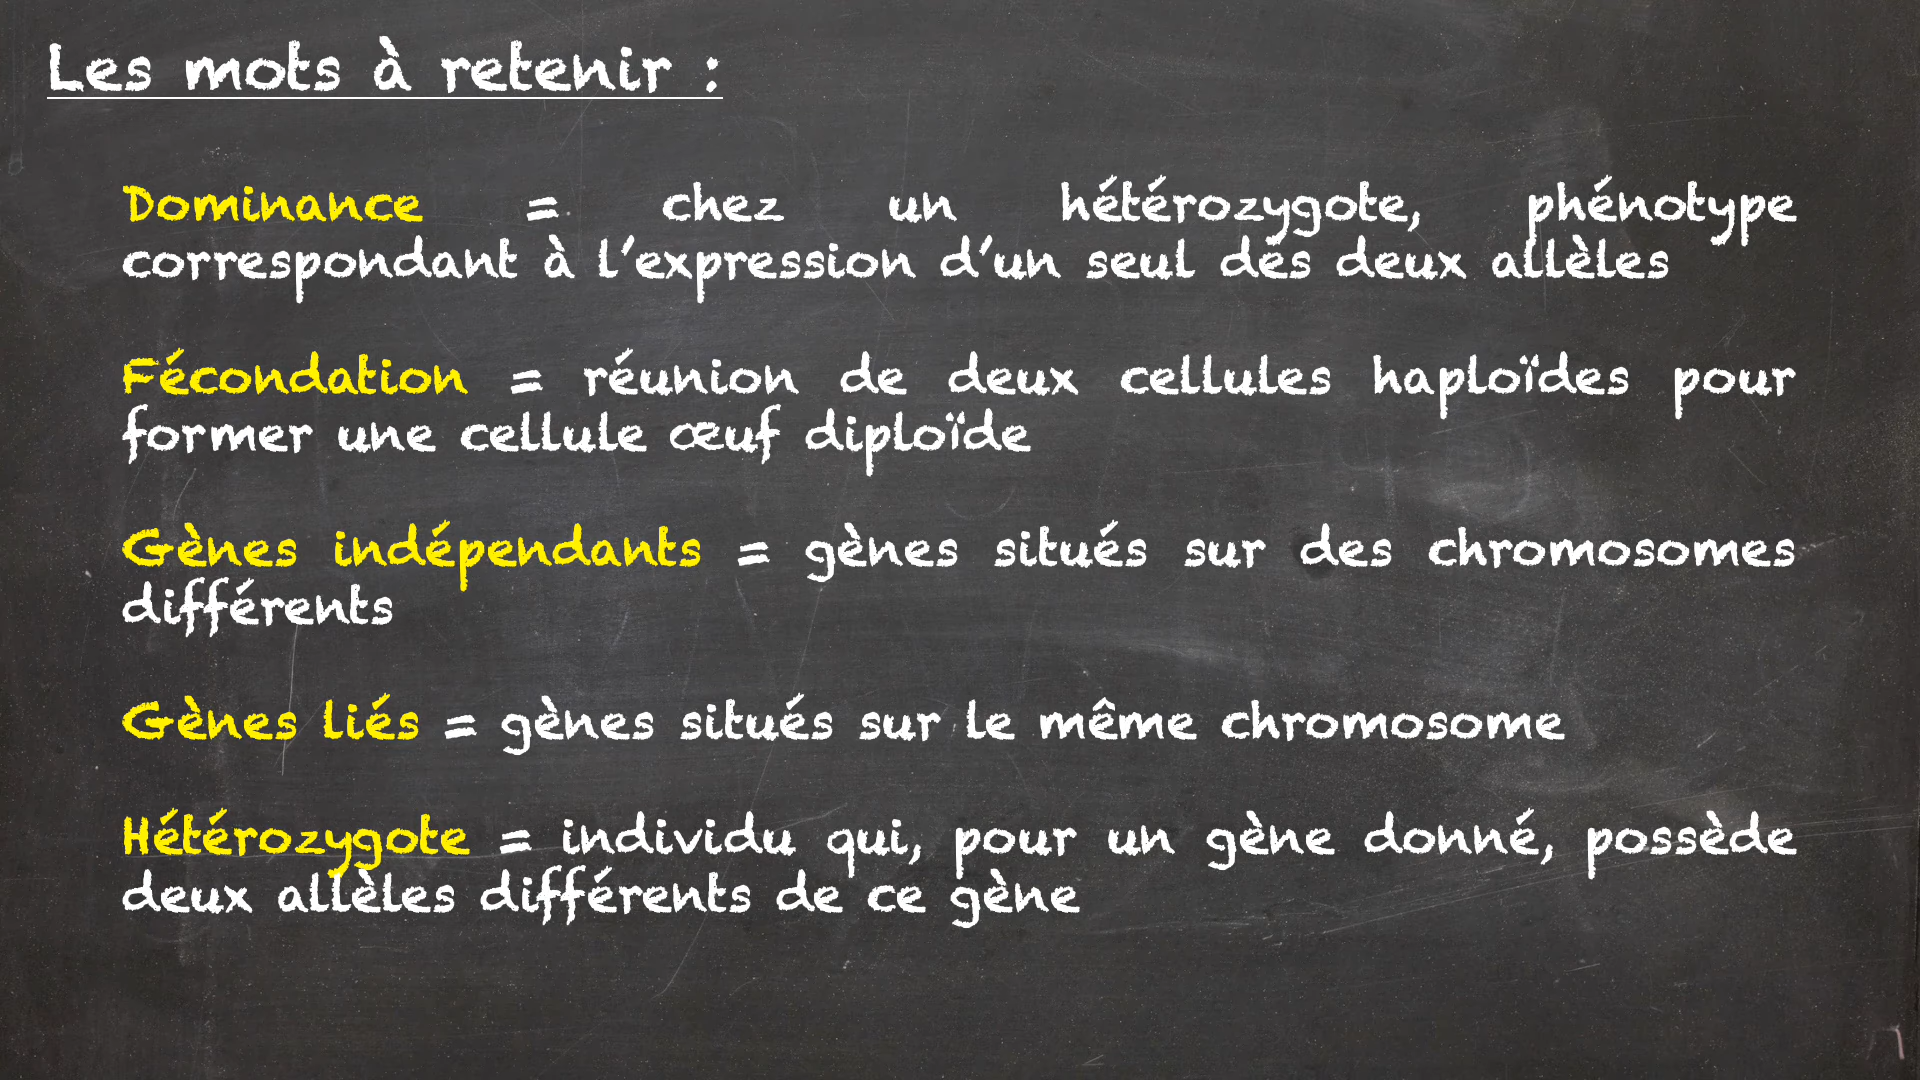 Les mots à retenir :
Dominance = chez un hétérozygote, phénotype
correspondant à l’expression d’un seul des deux allèles
Fécondation = réunion de deux cellules haploïdes pour
former une cellule œuf diploïde
Gènes indépendants = gènes situés sur des chromosomes
différents
Gènes liés = gènes situés sur le même chromosome
Hétérozygote = individu qui, pour un gène donné, possède
deux allèles différents de ce gène